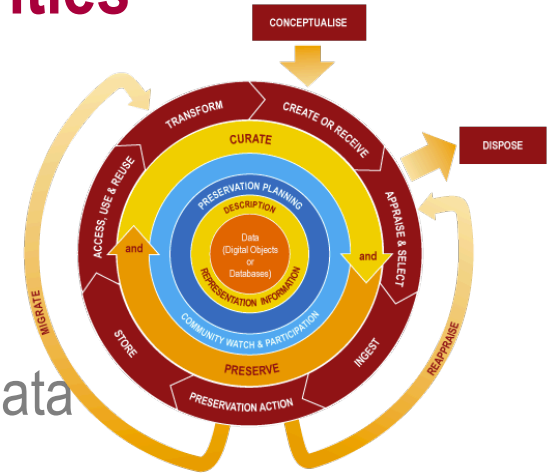 ities
CONCEPTUALISE
DISPOSE
TRANSFORM
CREATE OR RECEIVE
APPRAISE & SELECT
INGEST
PRESERVATION ACTION
STORE
ACCESS, USE & REUSE
CURATE
and
PRESERVE
and
COMMUNITY WATCH & PARTICIPATION
PRESERVATION PLANNING
DESCRIPTION
REPRESENTATION INFORMATION
Data
(Digital Objects
or
Databases)
MIGRATE
REAPPRAISE
ata